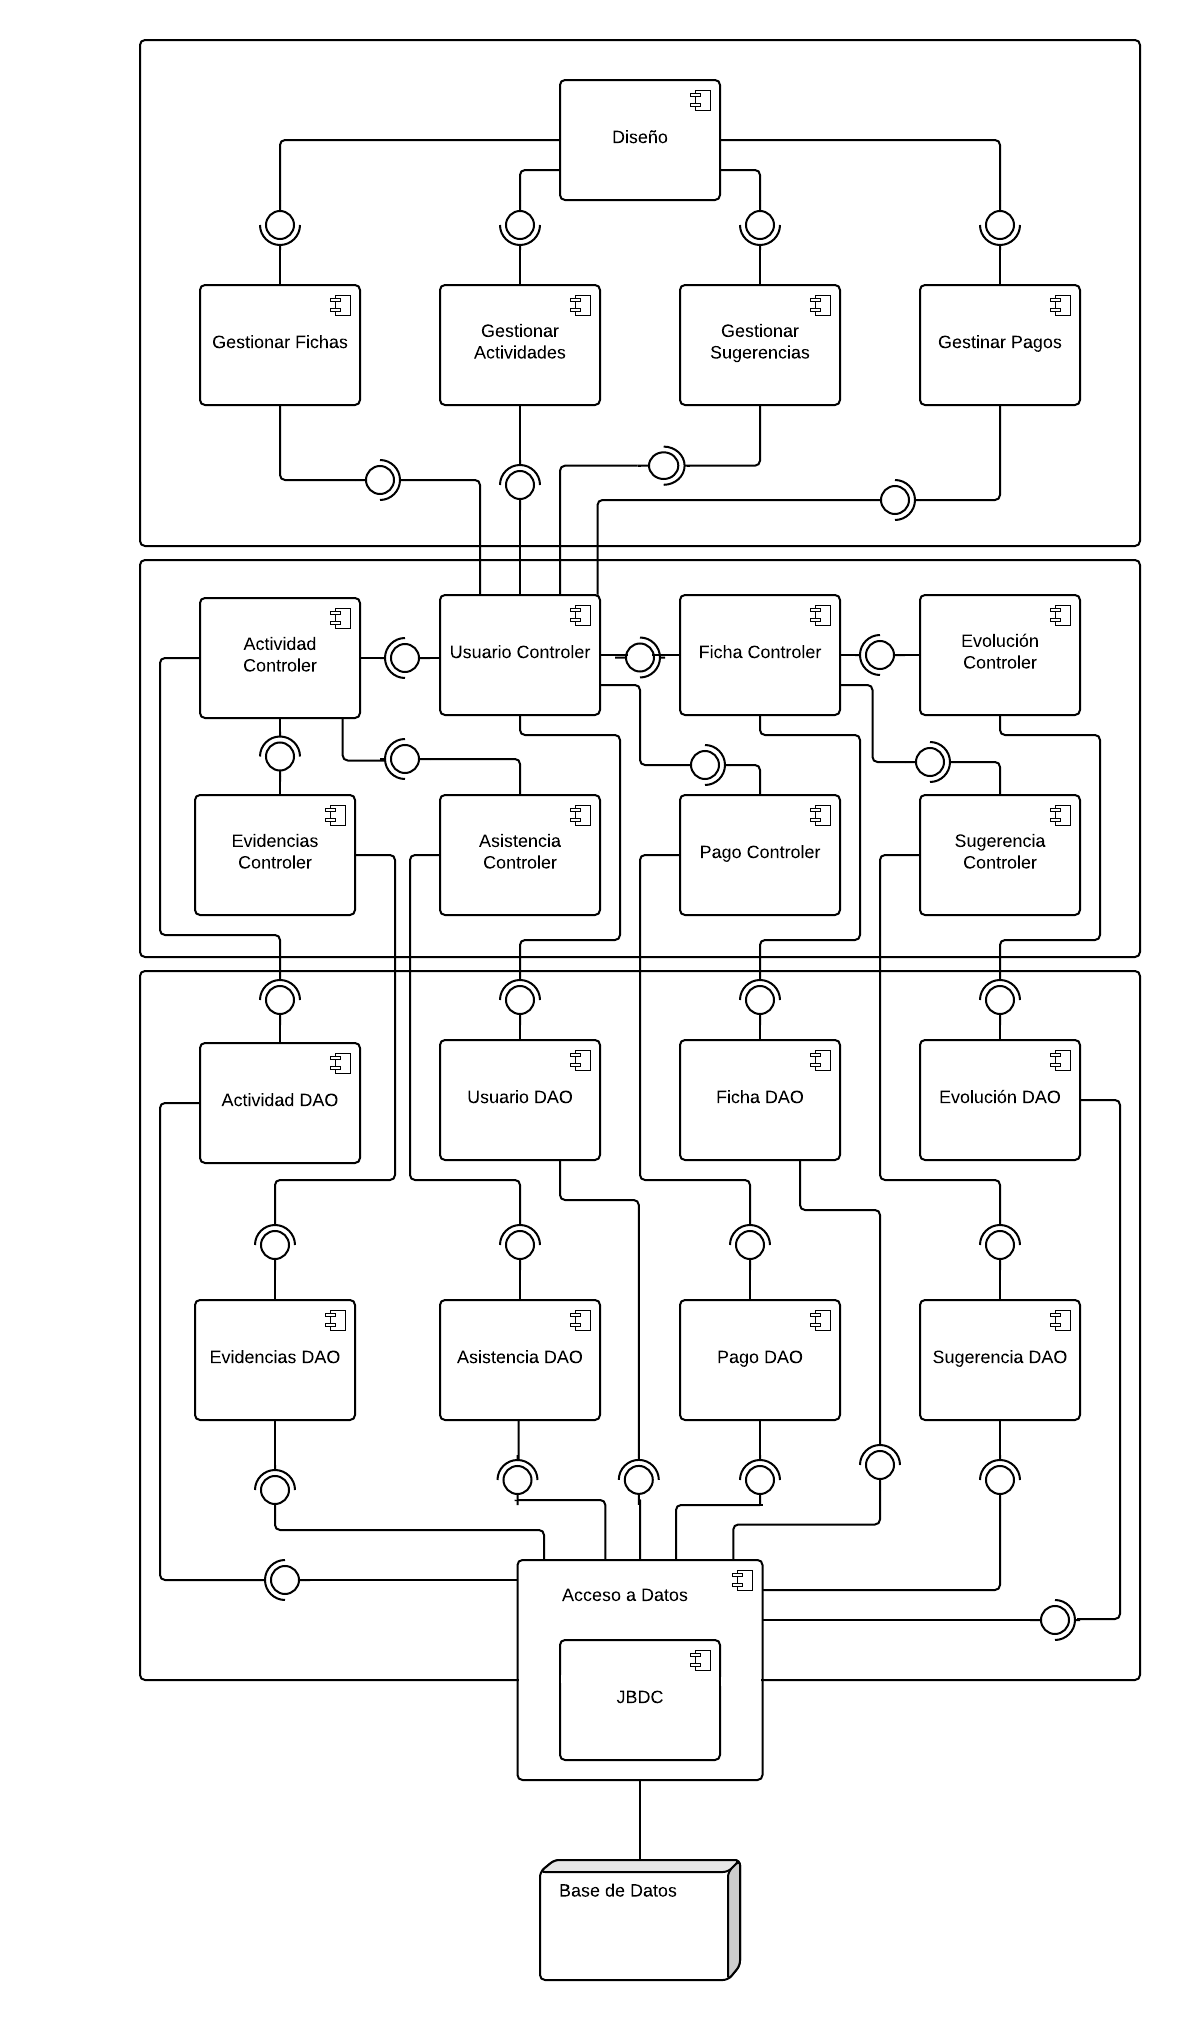 Diseño
Gestionar Fichas
Gestionar
Actividades
Gestionar
Sugerencias
Gestinar Pagos
Actividad
Controler
Usuario Controler
Ficha Controler
Evolución
Controler
Evidencias
Controler
Asistencia
Controler
Pago Controler
Sugerencia
Controler
Actividad DAO
Usuario DAO
Ficha DAO
Evolución DAO
Evidencias DAO
Asistencia DAO
Pago DAO
Sugerencia DAO
Acceso a Datos
JBDC
Base de Datos